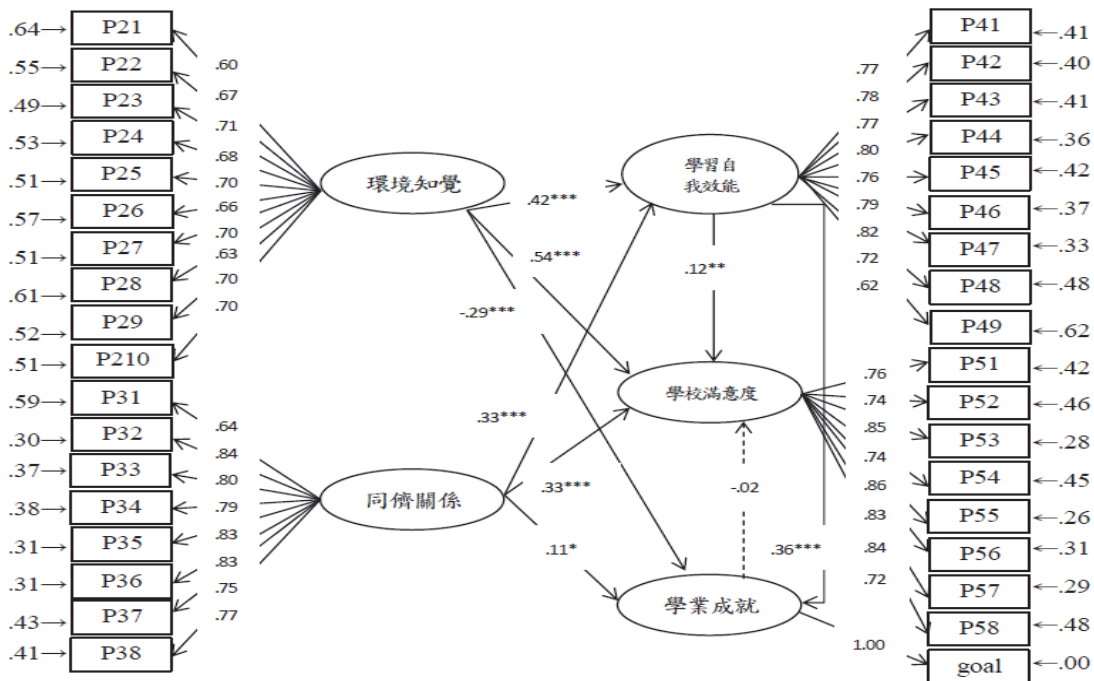 .64→ P21
.55→ P22
.49→ P23
.53→ P24
.51→ P25
.57→ P26
.51→ P27
.61→ P28
.52→ P29
.51→ P210
.59→ P31
.30→ P32
.37→ P33
.38→ P34
.31→ P35
.31→ P36
.43→ P37
.41→ P38
.60
.67
.71
.68
.70
.66
.70
.63
.70
.70
.64
.84
.80
.79
.83
.83
.75
.77
環境知覺
同儕關係
.42***
.54***
-.29***
.33***
.33***
.11*
學習自
我效能
.12**
學校滿意度
-.02
.36***
學業成就
1.00
.77
.78
.77
.80
.76
.79
.82
.72
.62
.76
.74
.85
.74
.86
.83
.84
.72
P41 ←.41
P42 ←.40
P43 ←.41
P44 ←.36
P45 ←.42
P46 ←.37
P47 ←.33
P48 ←.48
P49 ←.62
P51 ←.42
P52 ←.46
P53 ←.28
P54 ←.45
P55 ←.26
P56 ←.31
P57 ←.29
P58 ←.48
goal ←.00